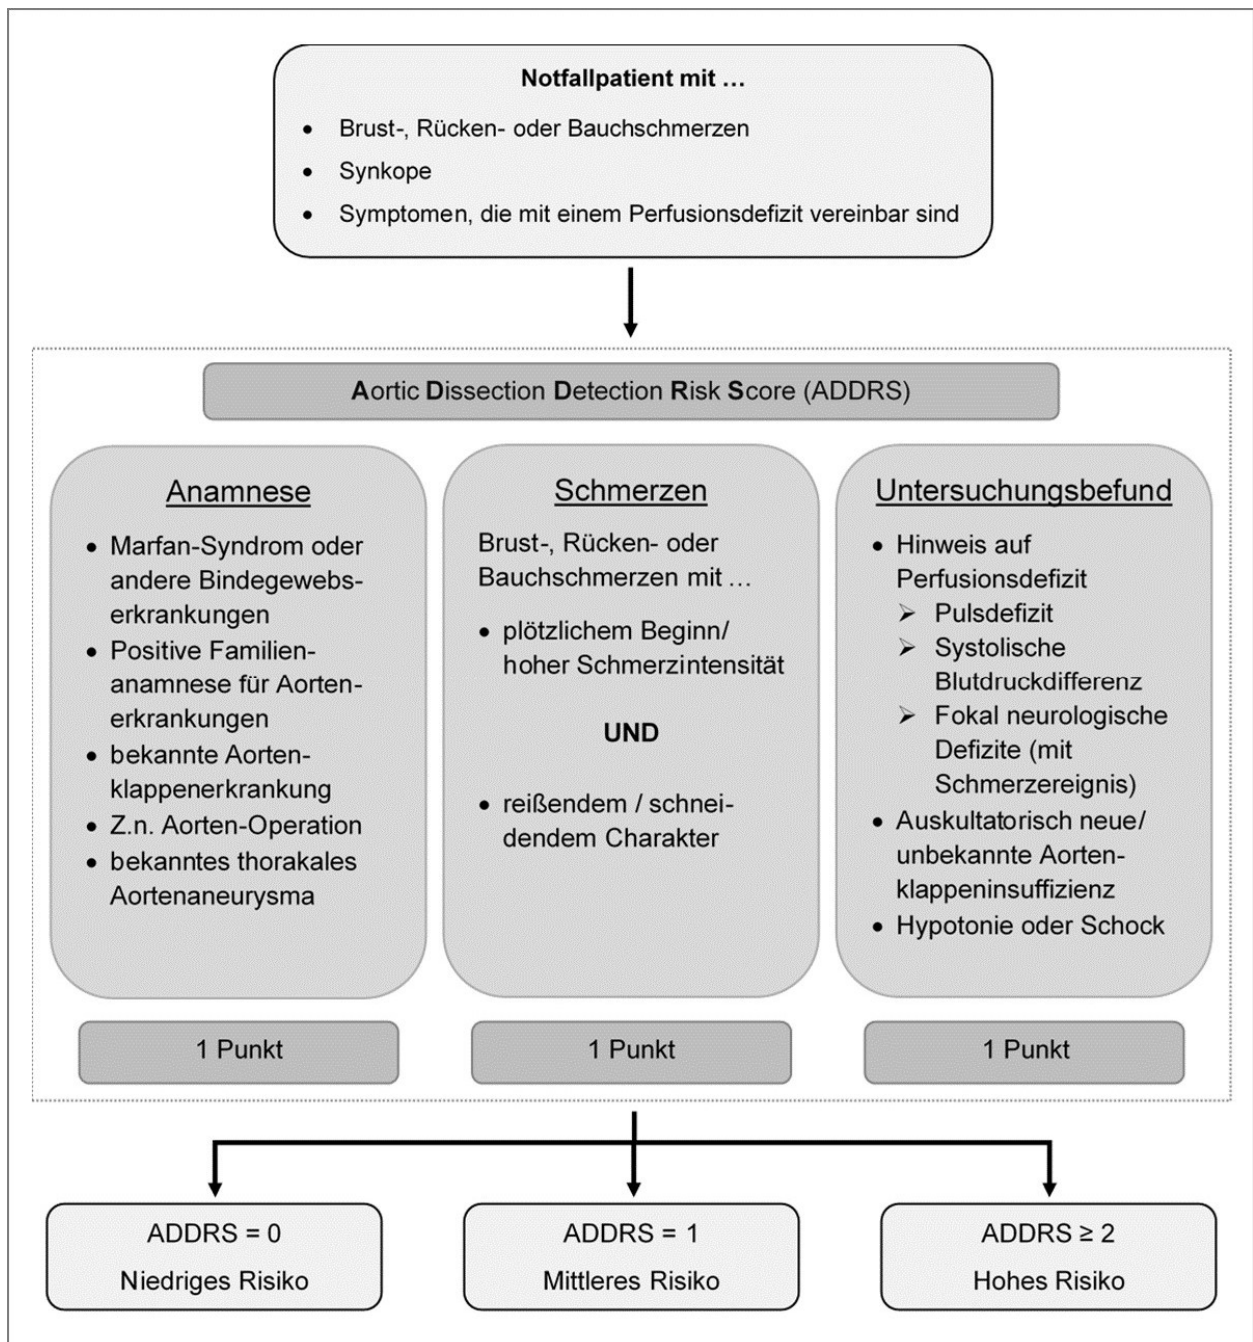 Notfallpatient mit …
• Brust-, Rücken- oder Bauchschmerzen
• Synkope
• Symptomen, die mit einem Perfusionsdefizit vereinbar sind
Aortic Dissection Detection Risk Score (ADDRS)
Anamnese
• Marfan-Syndrom oder
andere Bindegewebs-
erkrankungen
• Positive Familien-
anamnese für Aorten-
erkrankungen
• bekannte Aorten-
klappenerkrankung
• Z.n. Aorten-Operation
• bekanntes thorakales
Aortenaneurysma
1 Punkt
Schmerzen
Brust-, Rücken- oder
Bauchschmerzen mit …
• plötzlichem Beginn/
hoher Schmerzintensität
UND
• reißendem / schnei-
dendem Charakter
1 Punkt
Untersuchungsbefund
• Hinweis auf
Perfusionsdefizit
➢ Pulsdefizit
➢ Systolische
Blutdruckdifferenz
➢ Fokal neurologische
Defizite (mit
Schmerzereignis)
• Auskultatorisch neue/
unbekannte Aorten-
klappeninsuffizienz
• Hypotonie oder Schock
1 Punkt
ADDRS = 0
Niedriges Risiko
ADDRS = 1
Mittleres Risiko
ADDRS ≥ 2
Hohes Risiko